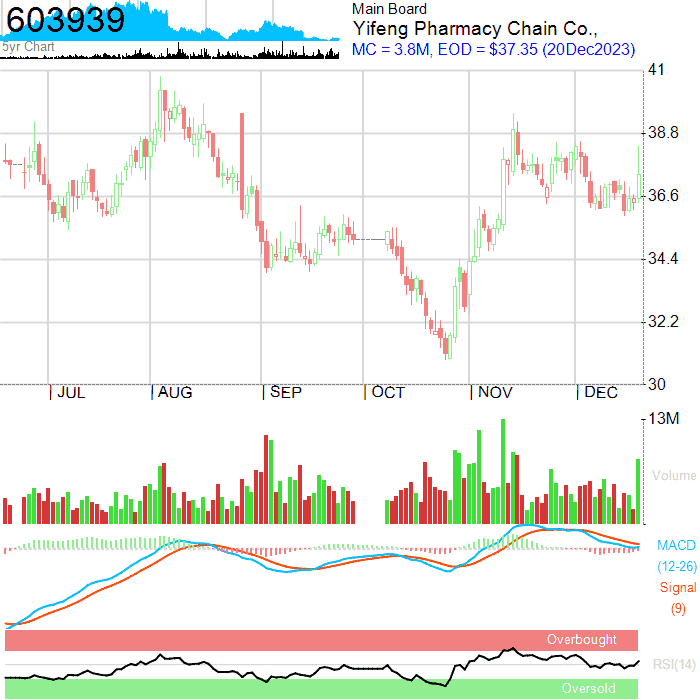 603939
5yr Chart
Main Board
Yifeng Pharmacy Chain Co.,
MC = 3.8M, EOD = $37.35 (20Dec2023)
41
38.8
36.6
34.4
32.2
30
JUL
AUG
SEP
OCT
NOV
DEC
13M
Volume
MACD
(12-26)
Signal
(9)
Overbought
RSI(14)
Oversold